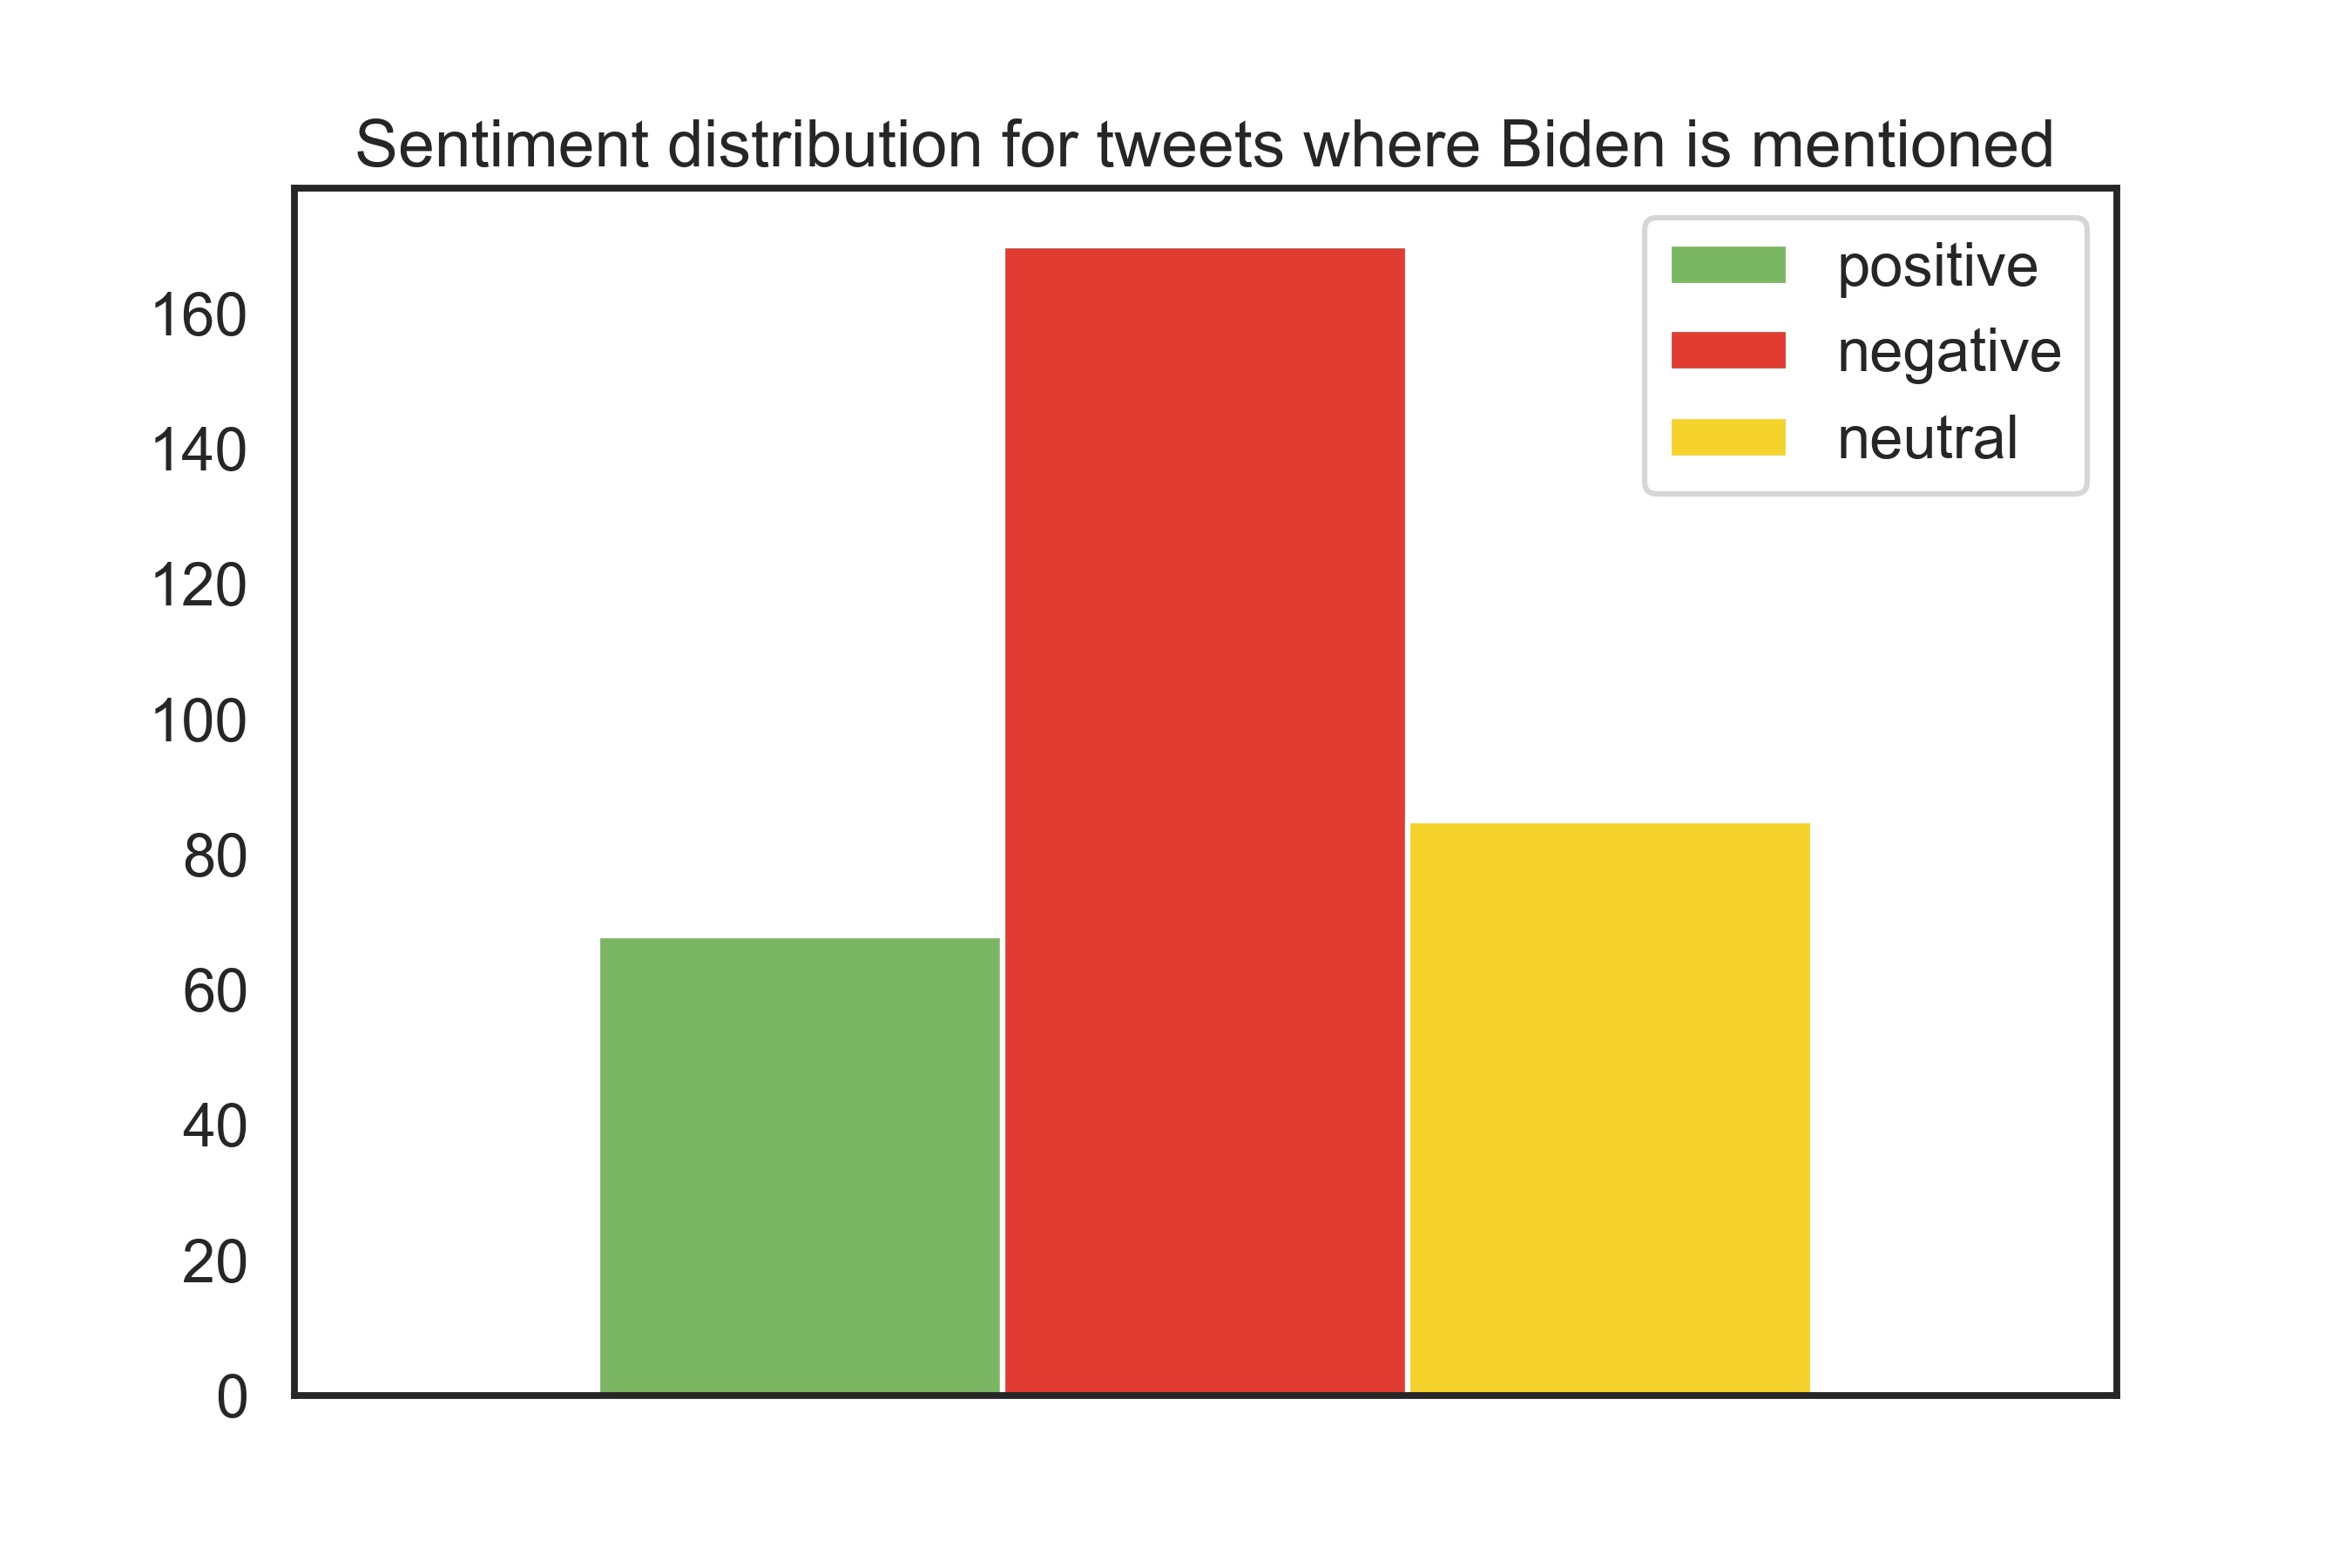 Sentiment distribution for tweets where Biden is mentioned
positive
negative
neutral
160
140
120
100
80
60
40
20
0